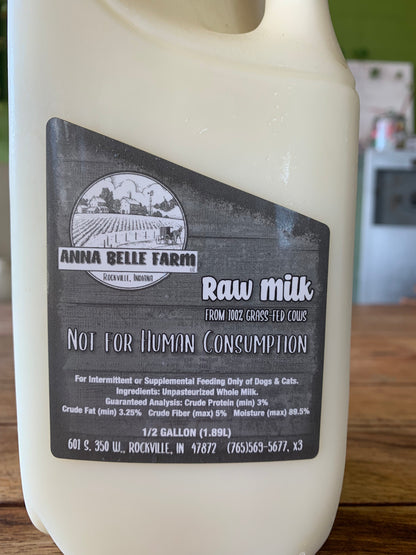 ANNA BELLE FARM
ROCKVILLE, INDIANA
Raw Milk
FROM 100% GRASS-FED COWS
NOT FOR HUMAN CONSUMPTION
For Intermittent or Supplemental Feeding Only of Dogs & Cats.
Ingredients: Unpasteurized Whole Milk.
Guaranteed Analysis: Crude Protein (min) 3%
Crude Fat (min) 3.25% Crude Fiber (max) 5% Moisture (max) 89.5%
1/2 GALLON (1.89L)
601 S. 350 W., ROCKVILLE, IN 47872 (765)569-5677, x3